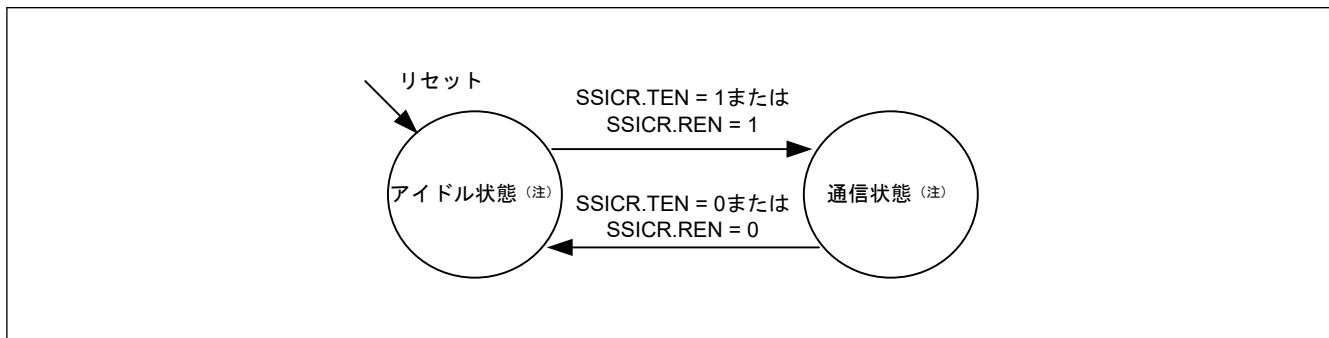 リセット
SSICR.TEN = 1または
SSICR.REN = 1
アイドル状態（注）
通信状態（注）
SSICR.TEN = 0または
SSICR.REN = 0